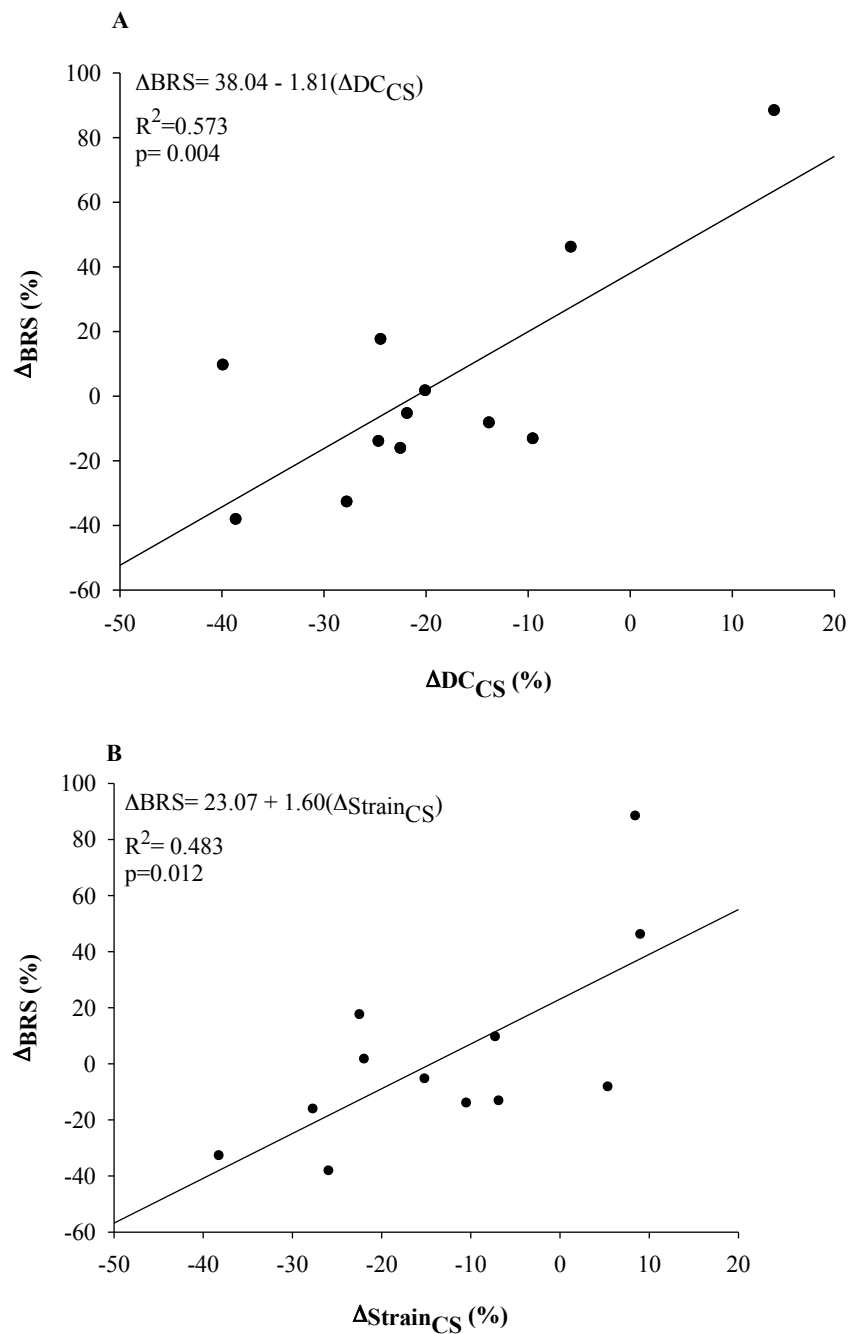 A
ΔBRS= 38.04 - 1.81(ΔDCCS)
R2=0.573
p= 0.004
100
80
60
40
20
0
-20
-40
-60
ΔBRS (%)
-50 -40 -30 -20 -10 0 10 20
ΔDCCS (%)
B
ΔBRS= 23.07 + 1.60(ΔStrainCS)
R2= 0.483
p=0.012
100
80
60
40
20
0
-20
-40
-60
ΔBRS (%)
-50 -40 -30 -20 -10 0 10 20
ΔStrainCS (%)